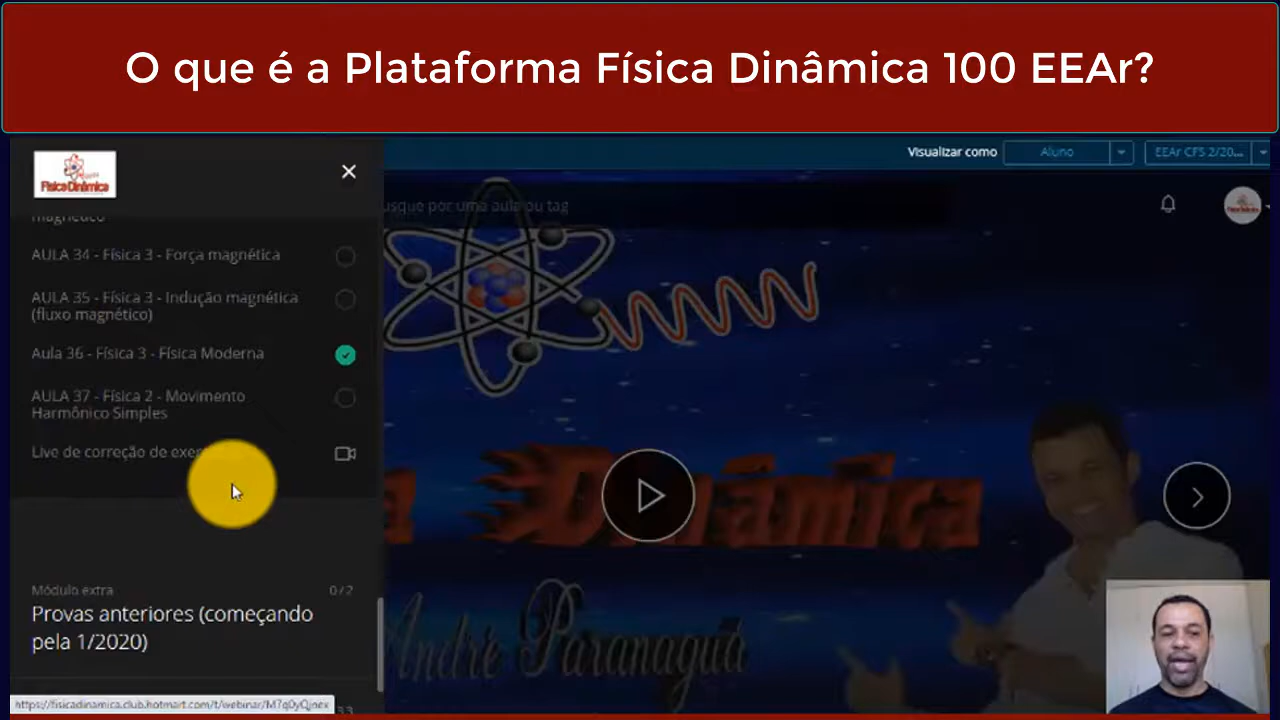 O que é a Plataforma Física Dinâmica 100 EEAr?
Visualizar como
Aluno
EEAr CFS 2/20...
Física Dinâmica
usque por uma aula ou tag
magnético
AULA 34 - Física 3 - Força magnética
AULA 35 - Física 3 - Indução magnética
(fluxo magnético)
Aula 36 - Física 3 - Física Moderna
AULA 37 - Física 2 - Movimento
Harmônico Simples
Live de correção de exer
a Dinâmica
André Paranaguá
Módulo extra
0/2
Provas anteriores (começando
pela 1/2020)
https://fisicadinamica.club.hotmart.com/t/webinar/M7q0yQjnex